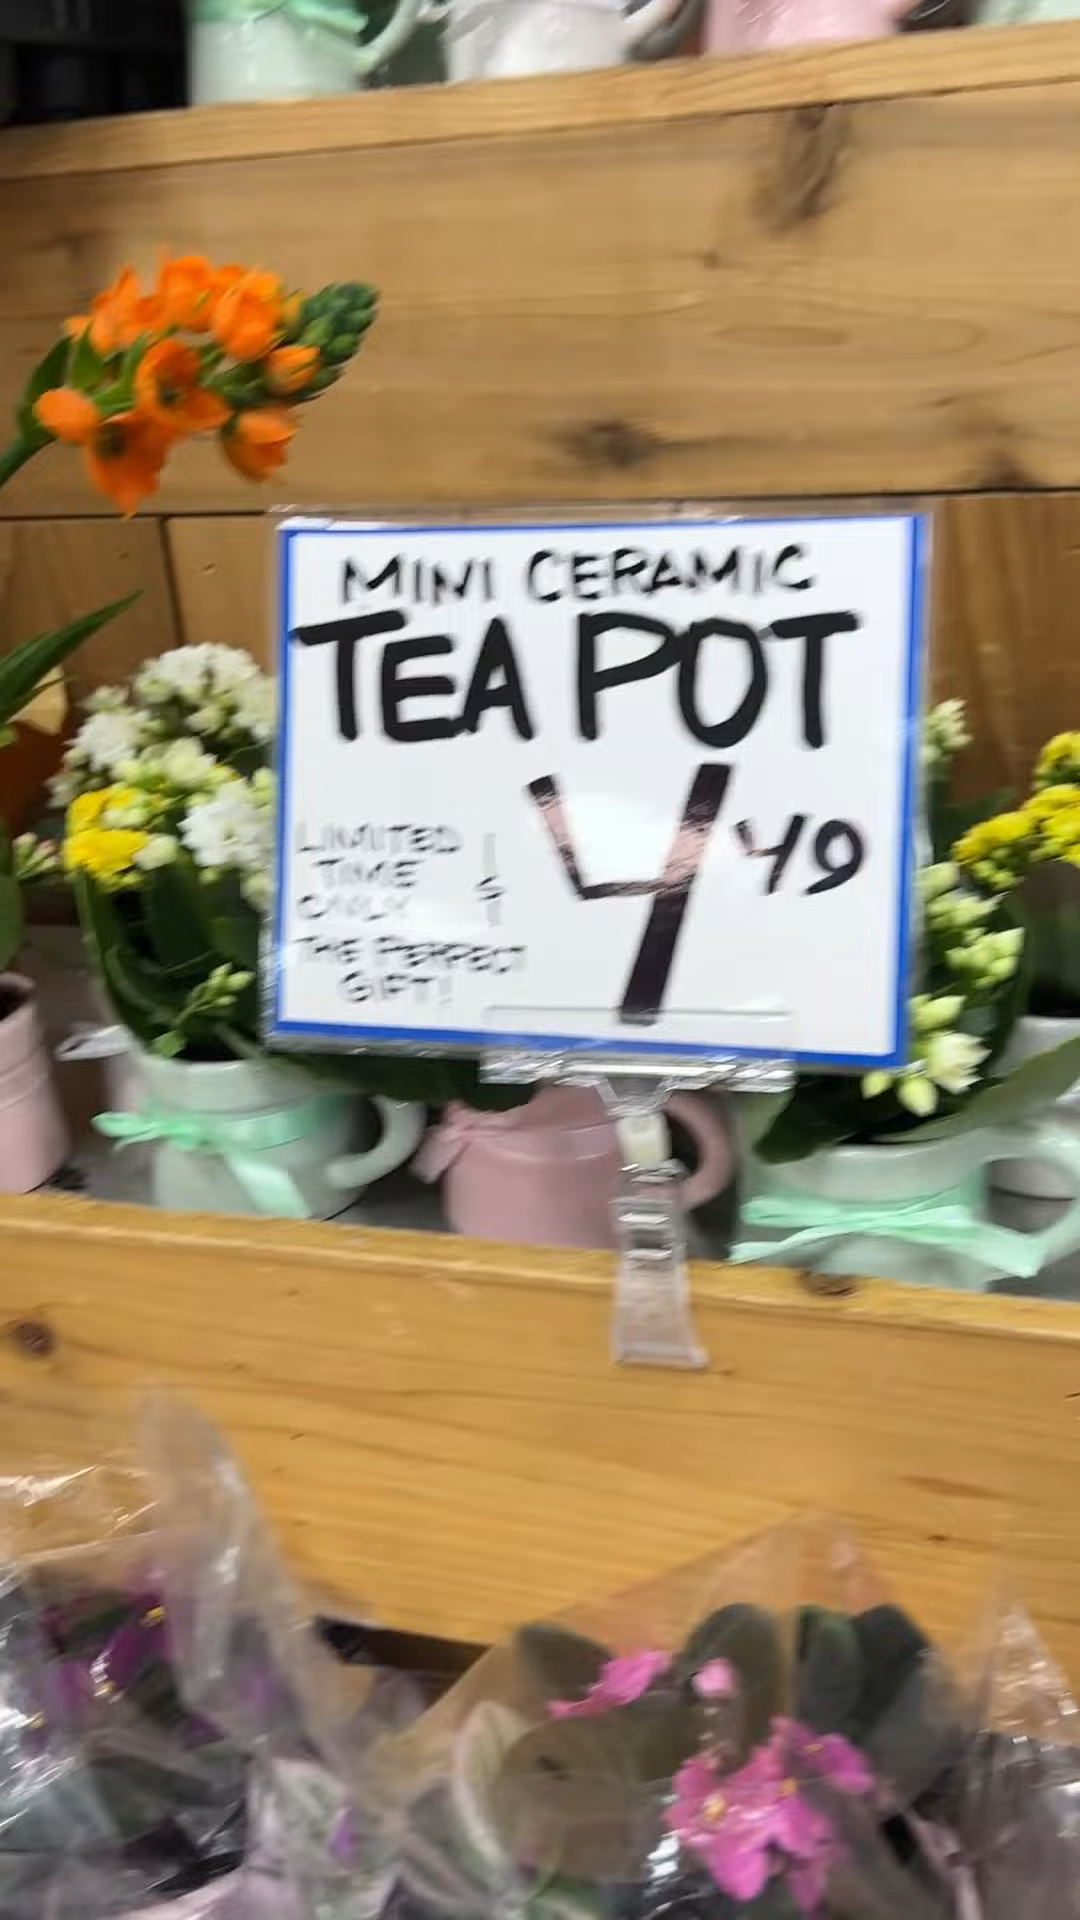 MINI CERAMIC
TEA POT
4 49
LIMITED
TIME
ONLY
$
THE PERFECT
GIFT!